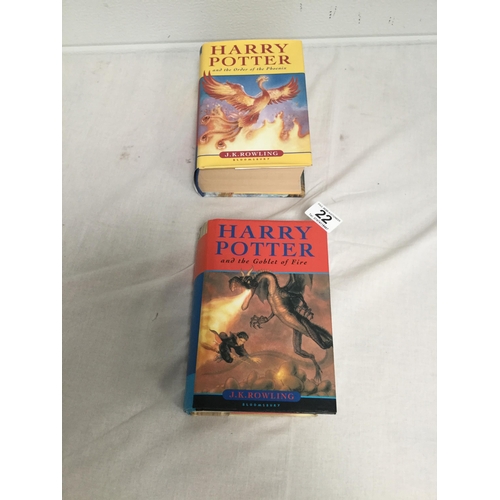 HARRY
POTTER
and the Order of the Phoenix
J.K.ROWLING
BLOOMSBURY
22
HARRY
POTTER
and the Goblet of Fire
J.K.ROWLING
BLOOMSBURY